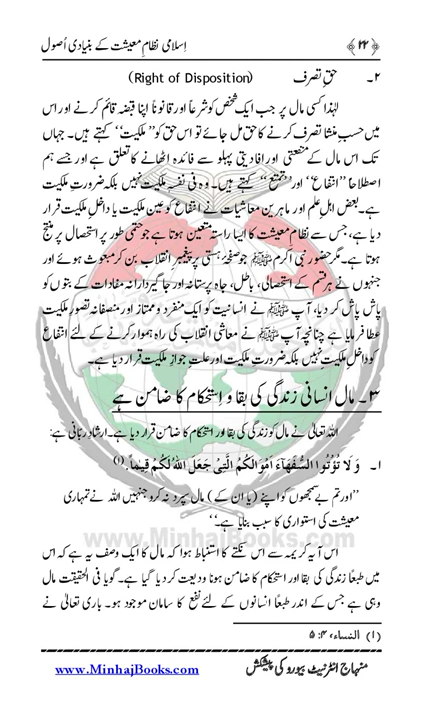 اِسلامی نظامِ معیشت کے بنیادی اُصول ﴿۲۲﴾
۲۔ حقِ تصرف (Right of Disposition)
لہٰذا کسی مال پر جب ایک شخص کو شرعاً اور قانوناً اپنا قبضہ قائم کرنے اور اس
میں حسبِ منشا تصرف کرنے کا حق مل جائے تو اس حق کو ’’ملکیت‘‘ کہتے ہیں۔ جہاں
تک اس مال کے منفعتی اور افادیتی پہلو سے فائدہ اٹھانے کا تعلق ہے اور جسے ہم
اصطلاحاً ’’انتفاع‘‘ اور ’’تمتع‘‘ کہتے ہیں۔ وہ فی نفسہٖ ملکیت نہیں بلکہ ضرورتِ ملکیت
ہے۔ بعض اہلِ علم اور ماہرینِ معاشیات نے انتفاع کو عینِ ملکیت یا داخلِ ملکیت قرار
دیا ہے، جس سے نظامِ معیشت کا ایسا راستہ متعین ہوتا ہے جو حتمی طور پر استحصال پر منتج
ہوتا ہے۔ مگر حضور نبی اکرم ﷺ جو صفحۂ ہستی پر پیغمبرِ انقلاب بن کر مبعوث ہوئے اور
جنہوں نے ہر قسم کے استحصالی، باطل، جاہ پرستانہ اور جاگیردارانہ مفادات کے بتوں کو
پاش پاش کر دیا، آپ ﷺ نے انسانیت کو ایک منفرد و ممتاز اور منصفانہ تصورِ ملکیت
عطا فرمایا ہے چنانچہ آپ ﷺ نے معاشی انقلاب کی راہ ہموار کرنے کے لئے انتفاع
کو داخلِ ملکیت نہیں بلکہ ضرورتِ ملکیت اور علتِ جوازِ ملکیت قرار دیا ہے۔
۳۔ مال انسانی زندگی کی بقا و اِستحکام کا ضامن ہے
اللہ تعالیٰ نے مال کو زندگی کی بقا اور استحکام کا ضامن قرار دیا ہے۔ ارشادِ ربانی ہے:
۱۔ وَلَا تُؤْتُوا السُّفَهَآءَ اَمْوَالَكُمُ الَّتِیْ جَعَلَ اللهُ لَكُمْ قِیٰمًا.(۱)
’’اور تم بے سمجھوں کو اپنے (یا ان کے) مال سپرد نہ کرو جنہیں اللہ نے تمہاری
معیشت کی استواری کا سبب بنایا ہے۔‘‘
اس آیہ کریمہ سے اس نکتے کا استنباط ہوا کہ مال کا ایک وصف یہ ہے کہ اس
میں طبعاً زندگی کی بقا اور استحکام کا ضامن ہونا ودیعت کر دیا گیا ہے۔ گویا فی الحقیقت مال
وہی ہے جس کے اندر طبعاً انسانوں کے لئے نفع کا سامان موجود ہو۔ باری تعالیٰ نے
(۱) النساء، ۴: ۵
www.MinhajBooks.com منہاج انٹرنیٹ بیورو کی پیشکش
www.MinhajBooks.com